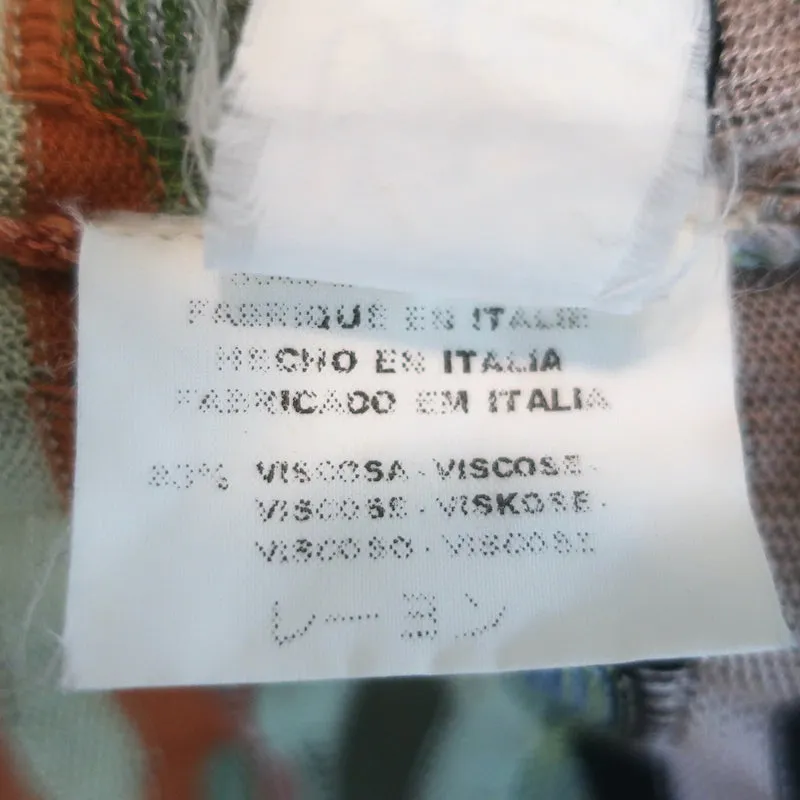 FABRIQUE EN ITALIE
HECHO EN ITALIA
FABRICADO EM ITALIA
83% VISCOSA - VISCOSE -
VISCOSE - VISKOSE -
VISCOSO - VISCOSE
レーヨン